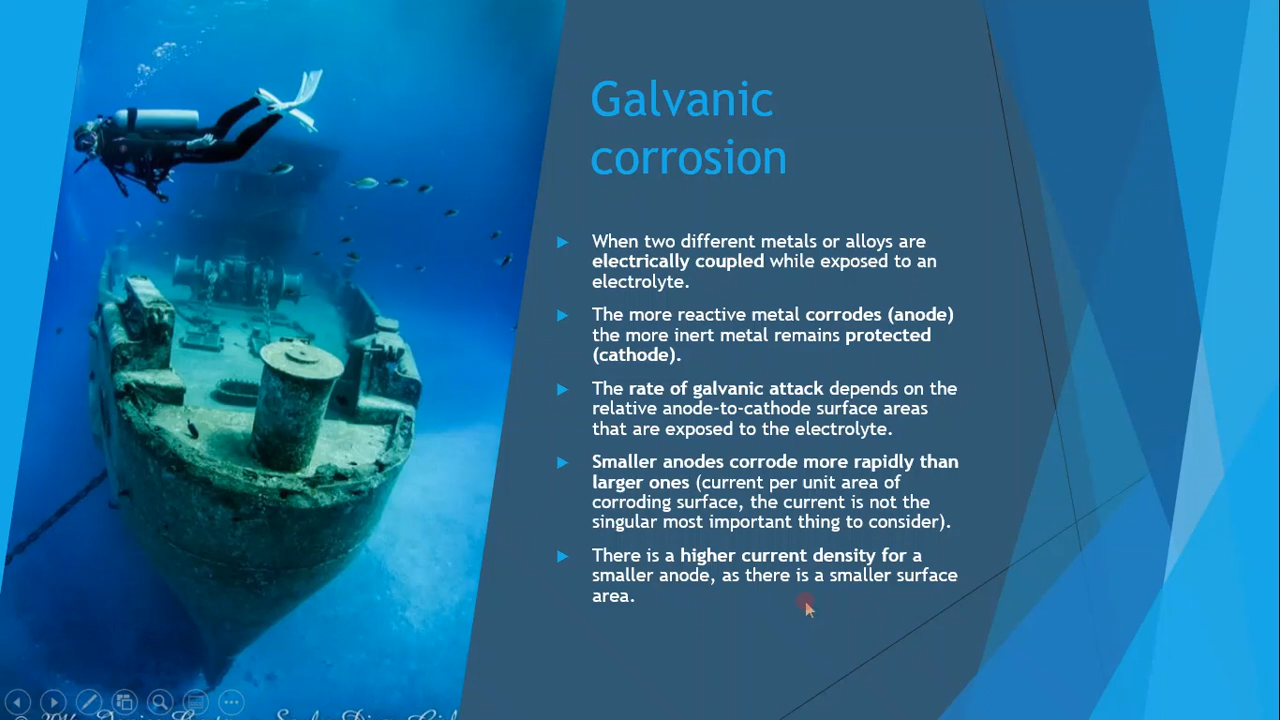 Galvanic
corrosion
When two different metals or alloys are
electrically coupled while exposed to an
electrolyte.
The more reactive metal corrodes (anode)
the more inert metal remains protected
(cathode).
The rate of galvanic attack depends on the
relative anode-to-cathode surface areas
that are exposed to the electrolyte.
Smaller anodes corrode more rapidly than
larger ones (current per unit area of
corroding surface, the current is not the
singular most important thing to consider).
There is a higher current density for a
smaller anode, as there is a smaller surface
area.